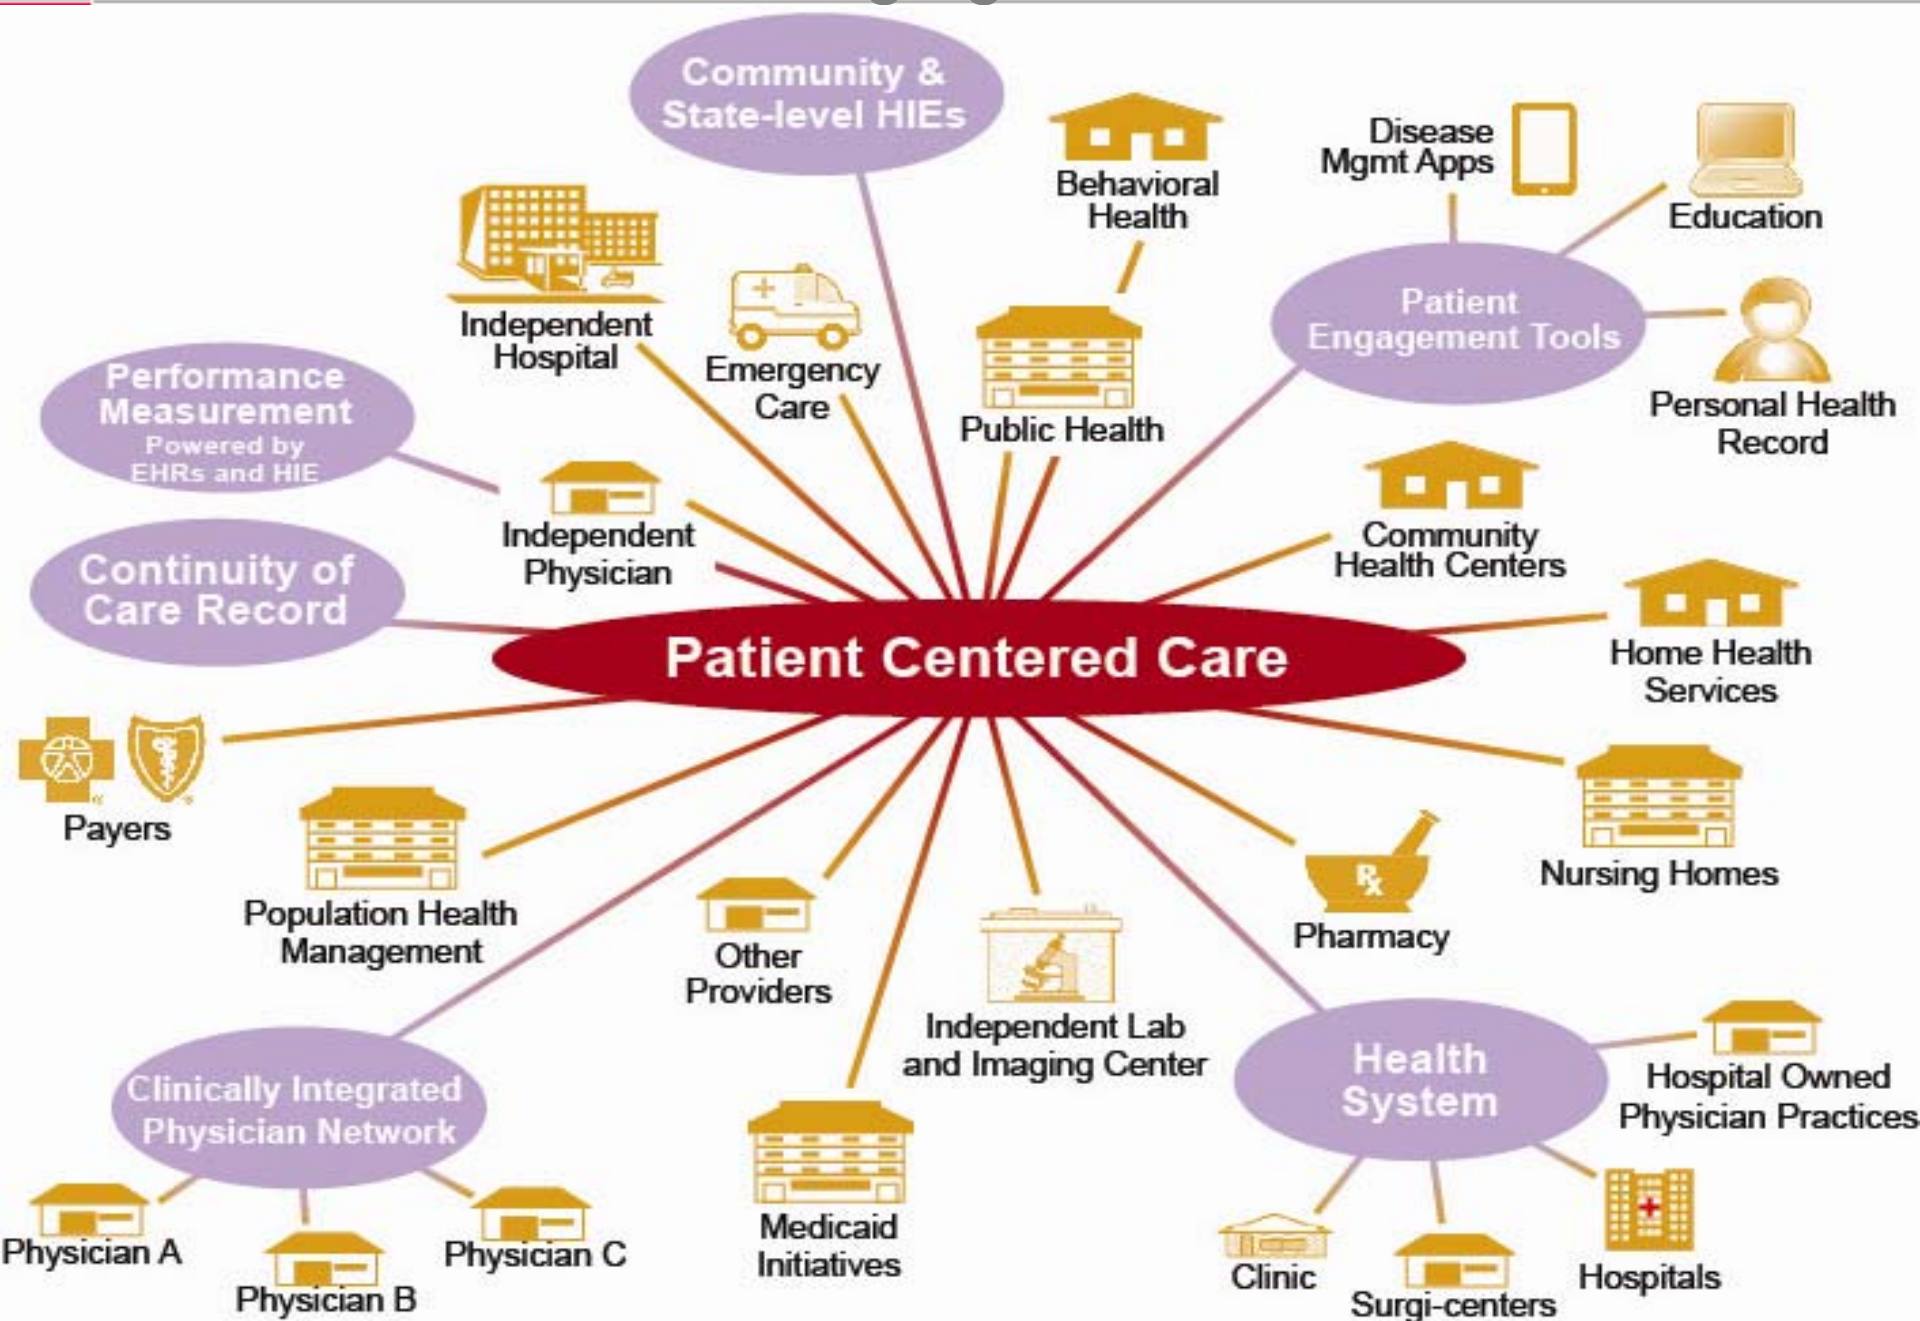 Community &
State-level HIEs
Behavioral
Health
Disease
Mgmt Apps
Education
Independent
Hospital
Emergency
Care
Public Health
Patient
Engagement Tools
Personal Health
Record
Performance
Measurement
Powered by
EHRs and HIE
Independent
Physician
Community
Health Centers
Continuity of
Care Record
Patient Centered Care
Home Health
Services
Payers
Population Health
Management
Other
Providers
Independent Lab
and Imaging Center
Rx
Pharmacy
Nursing Homes
Clinically Integrated
Physician Network
Physician A
Physician B
Physician C
Medicaid
Initiatives
Health
System
Hospital Owned
Physician Practices
Clinic
Surgi-centers
Hospitals